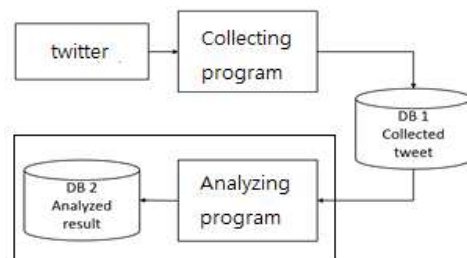 twitter
Collecting
program
DB 1
Collected
tweet
DB 2
Analyzed
result
Analyzing
program